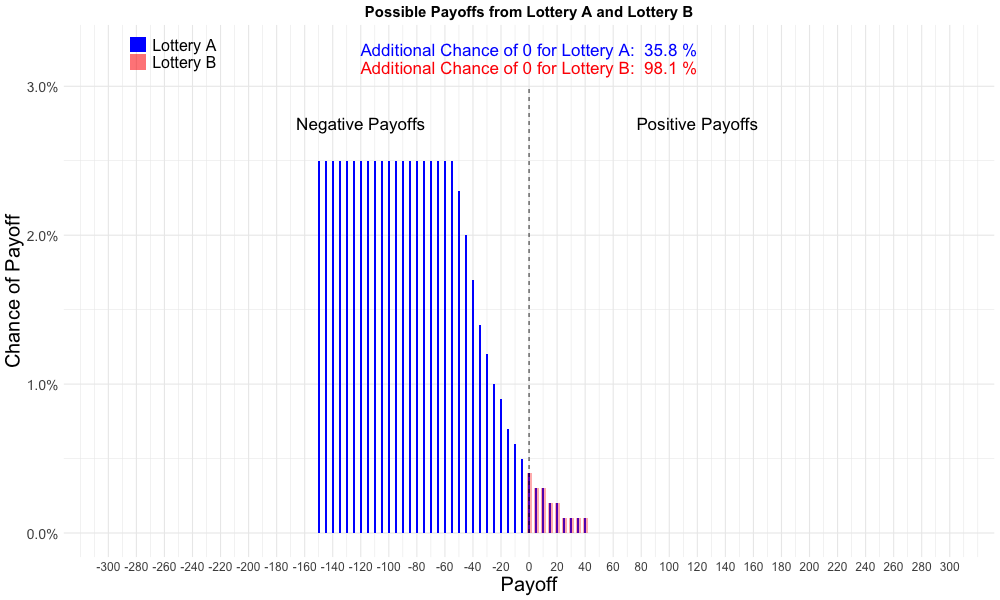 Possible Payoffs from Lottery A and Lottery B
Lottery A
Lottery B
Additional Chance of 0 for Lottery A: 35.8 %
Additional Chance of 0 for Lottery B: 98.1 %
Negative Payoffs
Positive Payoffs
3.0%
2.0%
1.0%
0.0%
Chance of Payoff
-300 -280 -260 -240 -220 -200 -180 -160 -140 -120 -100 -80 -60 -40 -20 0 20 40 60 80 100 120 140 160 180 200 220 240 260 280 300
Payoff